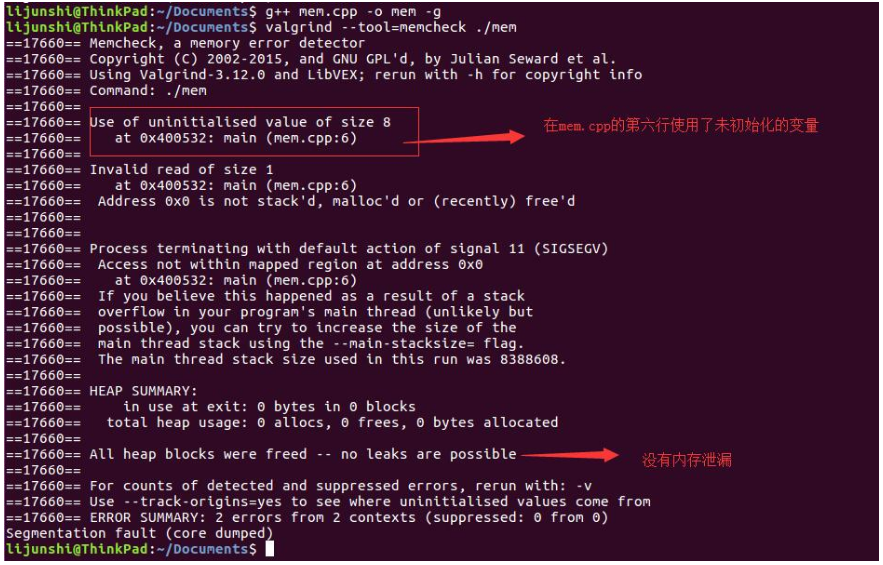 lijunshi@ThinkPad:~/Documents$ g++ mem.cpp -o mem -g
lijunshi@ThinkPad:~/Documents$ valgrind --tool=memcheck ./mem
==17660== Memcheck, a memory error detector
==17660== Copyright (C) 2002-2015, and GNU GPL'd, by Julian Seward et al.
==17660== Using Valgrind-3.12.0 and LibVEX; rerun with -h for copyright info
==17660== Command: ./mem
==17660==
==17660== Use of uninitialised value of size 8
==17660==    at 0x400532: main (mem.cpp:6)
在mem.cpp的第六行使用了未初始化的变量
==17660==
==17660== Invalid read of size 1
==17660==    at 0x400532: main (mem.cpp:6)
==17660==  Address 0x0 is not stack'd, malloc'd or (recently) free'd
==17660==
==17660==
==17660== Process terminating with default action of signal 11 (SIGSEGV)
==17660==  Access not within mapped region at address 0x0
==17660==    at 0x400532: main (mem.cpp:6)
==17660==  If you believe this happened as a result of a stack
==17660==  overflow in your program's main thread (unlikely but
==17660==  possible), you can try to increase the size of the
==17660==  main thread stack using the --main-stacksize= flag.
==17660==  The main thread stack size used in this run was 8388608.
==17660==
==17660== HEAP SUMMARY:
==17660==     in use at exit: 0 bytes in 0 blocks
==17660==   total heap usage: 0 allocs, 0 frees, 0 bytes allocated
==17660==
==17660== All heap blocks were freed -- no leaks are possible
没有内存泄漏
==17660==
==17660== For counts of detected and suppressed errors, rerun with: -v
==17660== Use --track-origins=yes to see where uninitialised values come from
==17660== ERROR SUMMARY: 2 errors from 2 contexts (suppressed: 0 from 0)
Segmentation fault (core dumped)
lijunshi@ThinkPad:~/Documents$